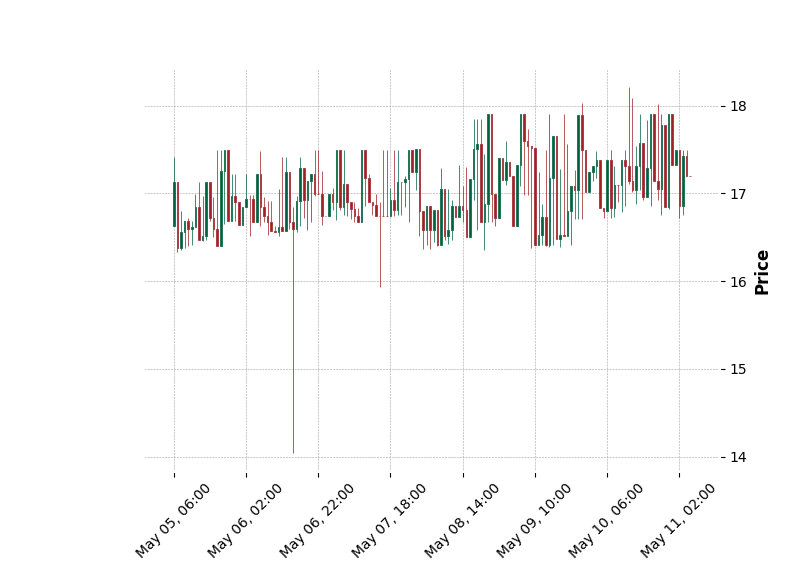 18
17
16
15
14
Price
May 05, 06:00
May 06, 02:00
May 06, 22:00
May 07, 18:00
May 08, 14:00
May 09, 10:00
May 10, 06:00
May 11, 02:00